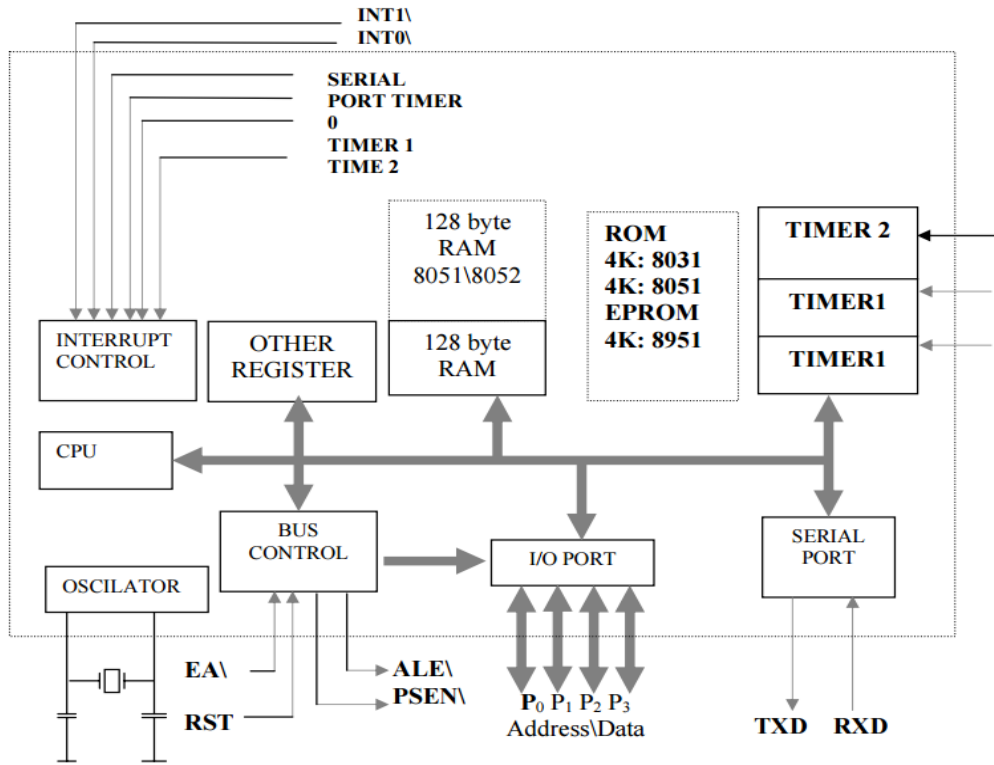 INT1\
INT0\
SERIAL
PORT TIMER
0
TIMER 1
TIME 2
128 byte
RAM
8051\8052
ROM
4K: 8031
4K: 8051
EPROM
4K: 8951
TIMER 2
TIMER1
TIMER1
INTERRUPT
CONTROL
OTHER
REGISTER
128 byte
RAM
CPU
BUS
CONTROL
I/O PORT
SERIAL
PORT
OSCILATOR
EA\
RST
ALE\
PSEN\
P0 P1 P2 P3
Address\Data
TXD RXD